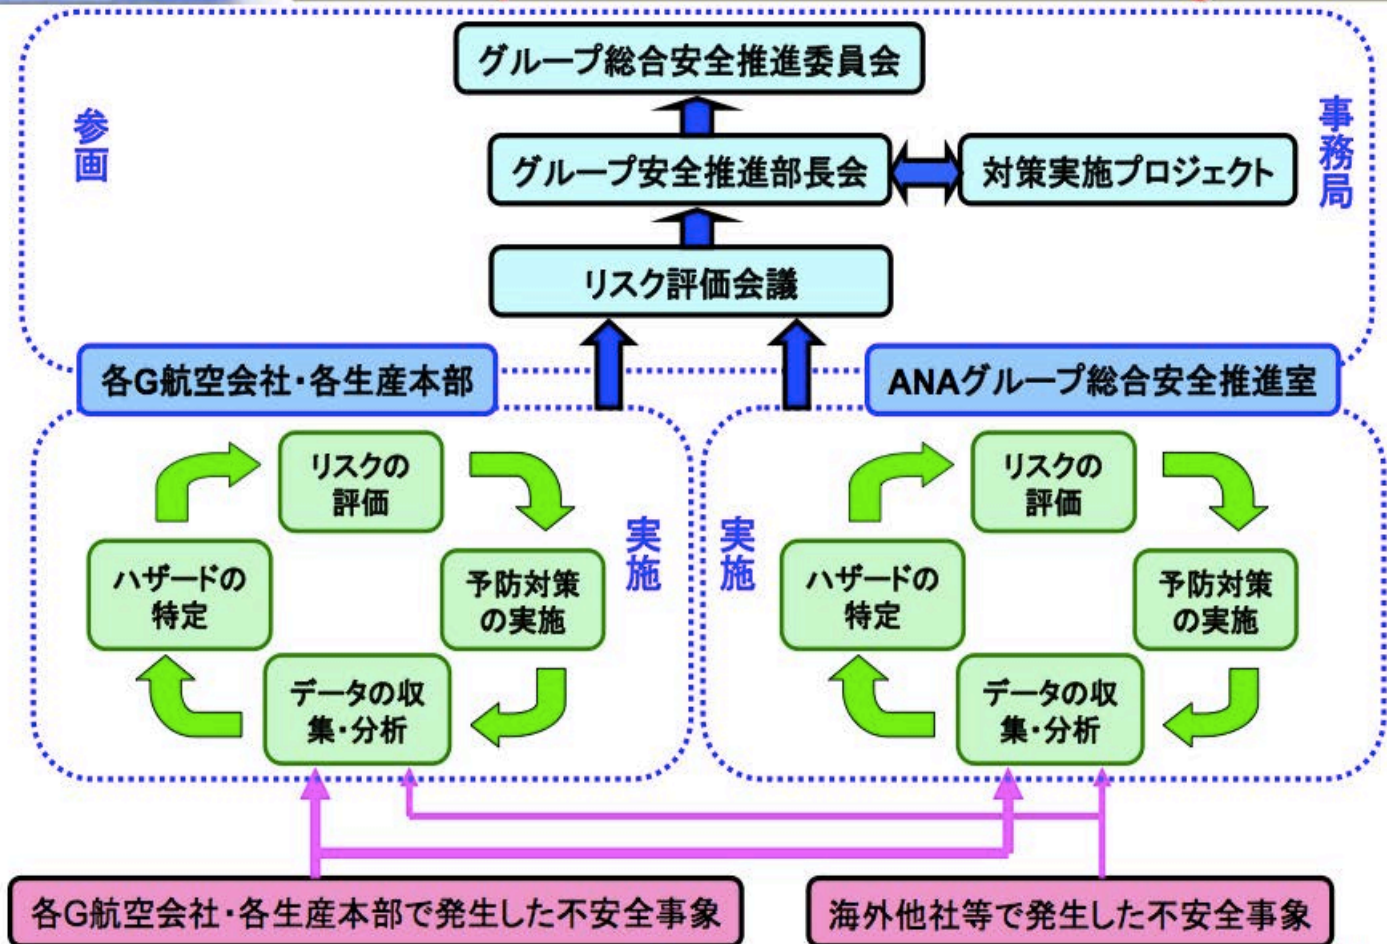 グループ総合安全推進委員会
参画
事務局
グループ安全推進部長会
対策実施プロジェクト
リスク評価会議
各G航空会社・各生産本部
ANAグループ総合安全推進室
リスクの
評価
ハザードの
特定
予防対策
の実施
データの収
集・分析
実施
実施
リスクの
評価
ハザードの
特定
予防対策
の実施
データの収
集・分析
各G航空会社・各生産本部で発生した不安全事象
海外他社等で発生した不安全事象